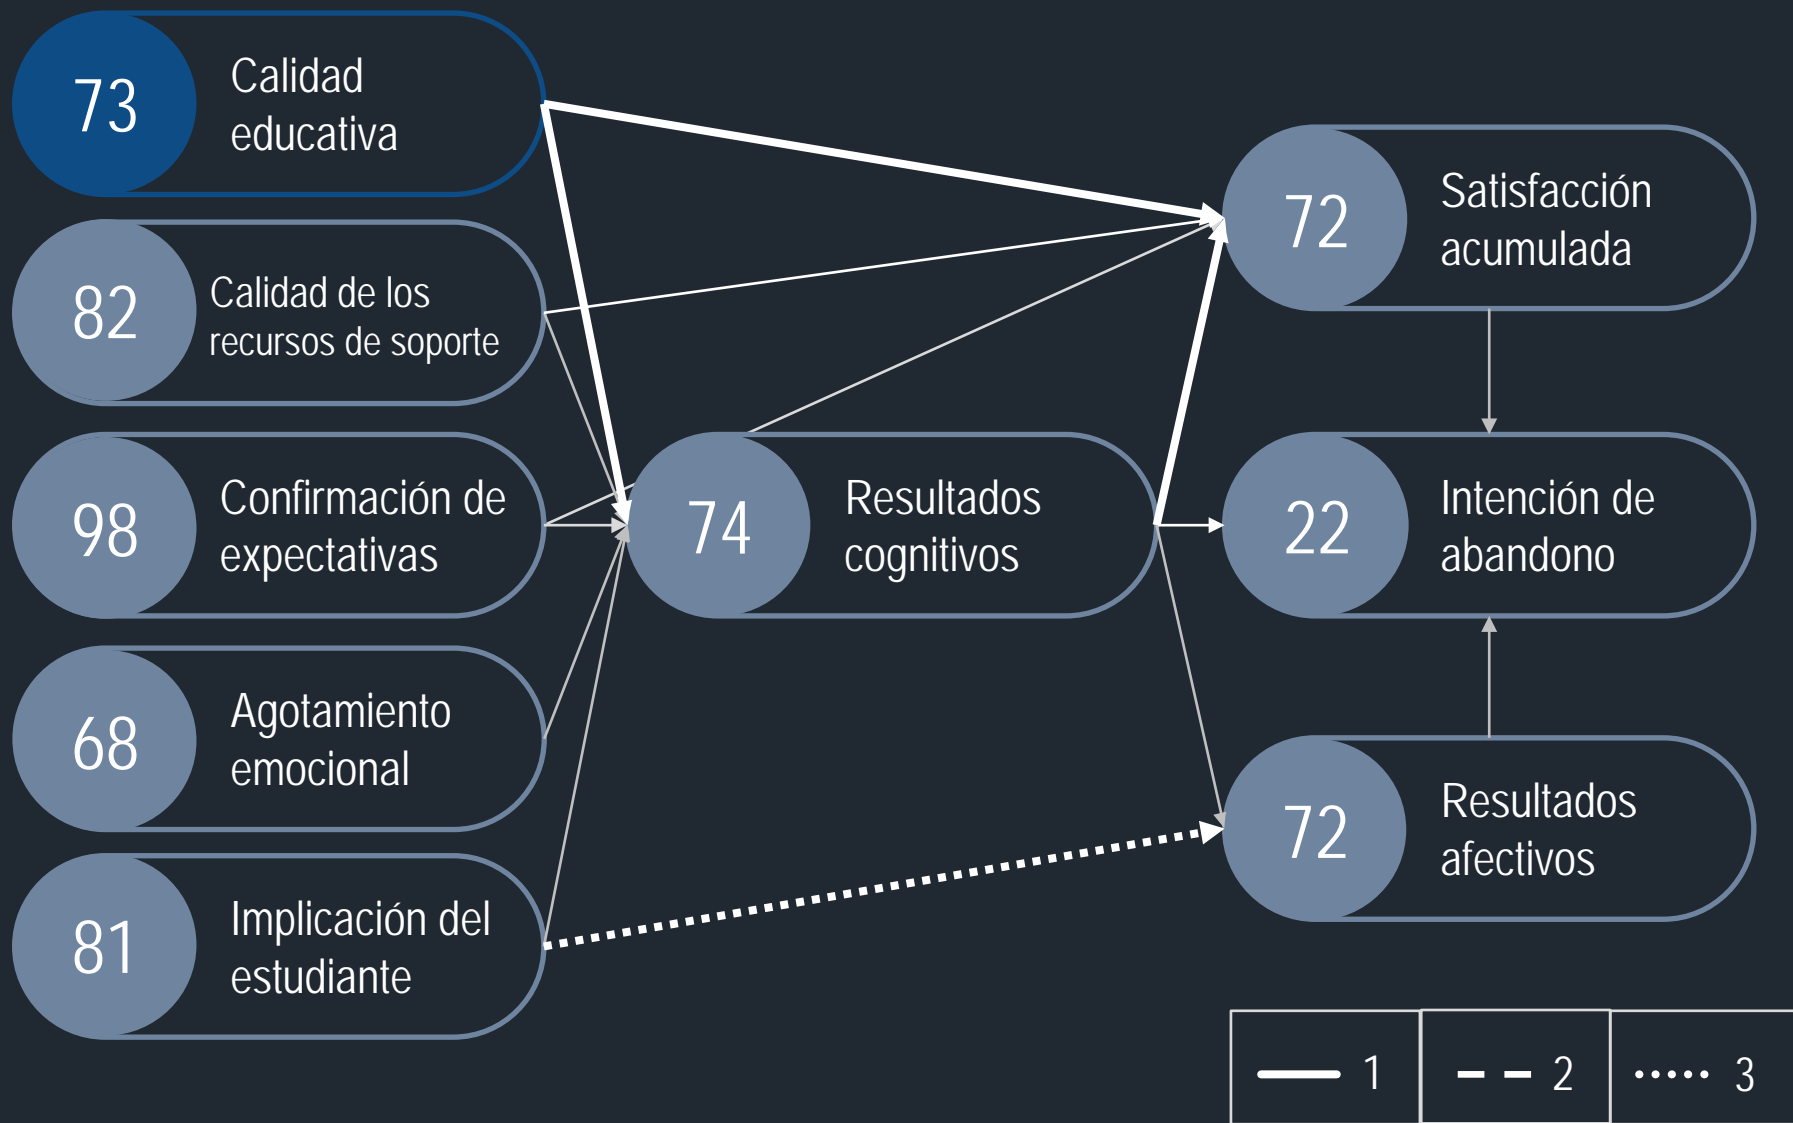 73
Calidad
educativa
82
Calidad de los
recursos de soporte
98
Confirmación de
expectativas
68
Agotamiento
emocional
81
Implicación del
estudiante
74
Resultados
cognitivos
72
Satisfacción
acumulada
22
Intención de
abandono
72
Resultados
afectivos
1
2
3